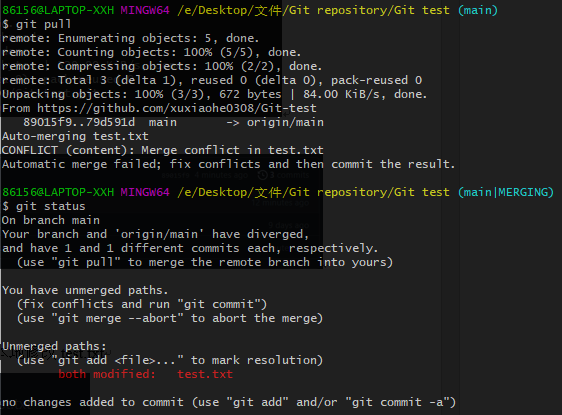 86156@LAPTOP-XXH MINGW64 /e/Desktop/文件/Git repository/Git test (main)
$ git pull
remote: Enumerating objects: 5, done.
remote: Counting objects: 100% (5/5), done.
remote: Compressing objects: 100% (2/2), done.
remote: Total 3 (delta 1), reused 0 (delta 0), pack-reused 0
Unpacking objects: 100% (3/3), 672 bytes | 84.00 KiB/s, done.
From https://github.com/xuxiaohe0308/Git-test
   89015f9..79d591d  main       -> origin/main
Auto-merging test.txt
CONFLICT (content): Merge conflict in test.txt
Automatic merge failed; fix conflicts and then commit the result.
86156@LAPTOP-XXH MINGW64 /e/Desktop/文件/Git repository/Git test (main|MERGING)
$ git status
On branch main
Your branch and 'origin/main' have diverged,
and have 1 and 1 different commits each, respectively.
  (use "git pull" to merge the remote branch into yours)
You have unmerged paths.
  (fix conflicts and run "git commit")
  (use "git merge --abort" to abort the merge)
Unmerged paths:
  (use "git add <file>..." to mark resolution)
        both modified:   test.txt
no changes added to commit (use "git add" and/or "git commit -a")